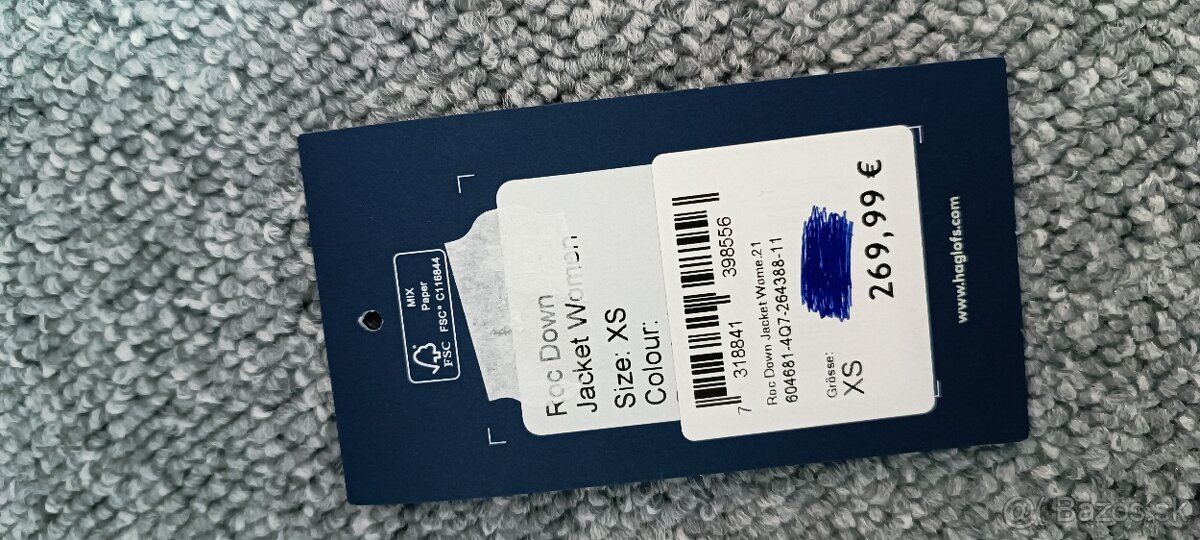 MIX
Paper
FSC
FSC® C116844
Roc Down
Jacket Women
Size: XS
Colour:
7 318841 398556
Roc Down Jacket Wome.21
604681-4Q7-264388-11
Grösse:
XS
269,99 €
www.haglofs.com
Bazos.sk